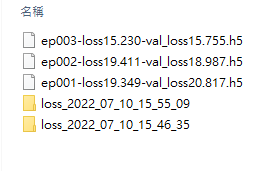 名稱
ep003-loss15.230-val_loss15.755.h5
ep002-loss19.411-val_loss18.987.h5
ep001-loss19.349-val_loss20.817.h5
loss_2022_07_10_15_55_09
loss_2022_07_10_15_46_35